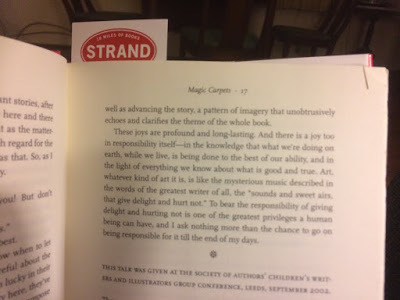 18 MILES OF BOOKS
STRAND
ant stories, after
here and there
t as the matter
h regard for the
as that. So, as I
you! But don't
best.
ow when to let
reful about the
lucky in their
y here, they've
Magic Carpets · 17
well as advancing the story, a pattern of imagery that unobtrusively
echoes and clarifies the theme of the whole book.
These joys are profound and long-lasting. And there is a joy too
in responsibility itself—in the knowledge that what we're doing on
earth, while we live, is being done to the best of our ability, and in
the light of everything we know about what is good and true. Art,
whatever kind of art it is, is like the mysterious music described in
the words of the greatest writer of all, the "sounds and sweet airs,
that give delight and hurt not." To bear the responsibility of giving
delight and hurting not is one of the greatest privileges a human
being can have, and I ask nothing more than the chance to go on
being responsible for it till the end of my days.
THIS TALK WAS GIVEN AT THE SOCIETY OF AUTHORS' CHILDREN'S WRIT-
ERS AND ILLUSTRATORS GROUP CONFERENCE, LEEDS, SEPTEMBER 2002.